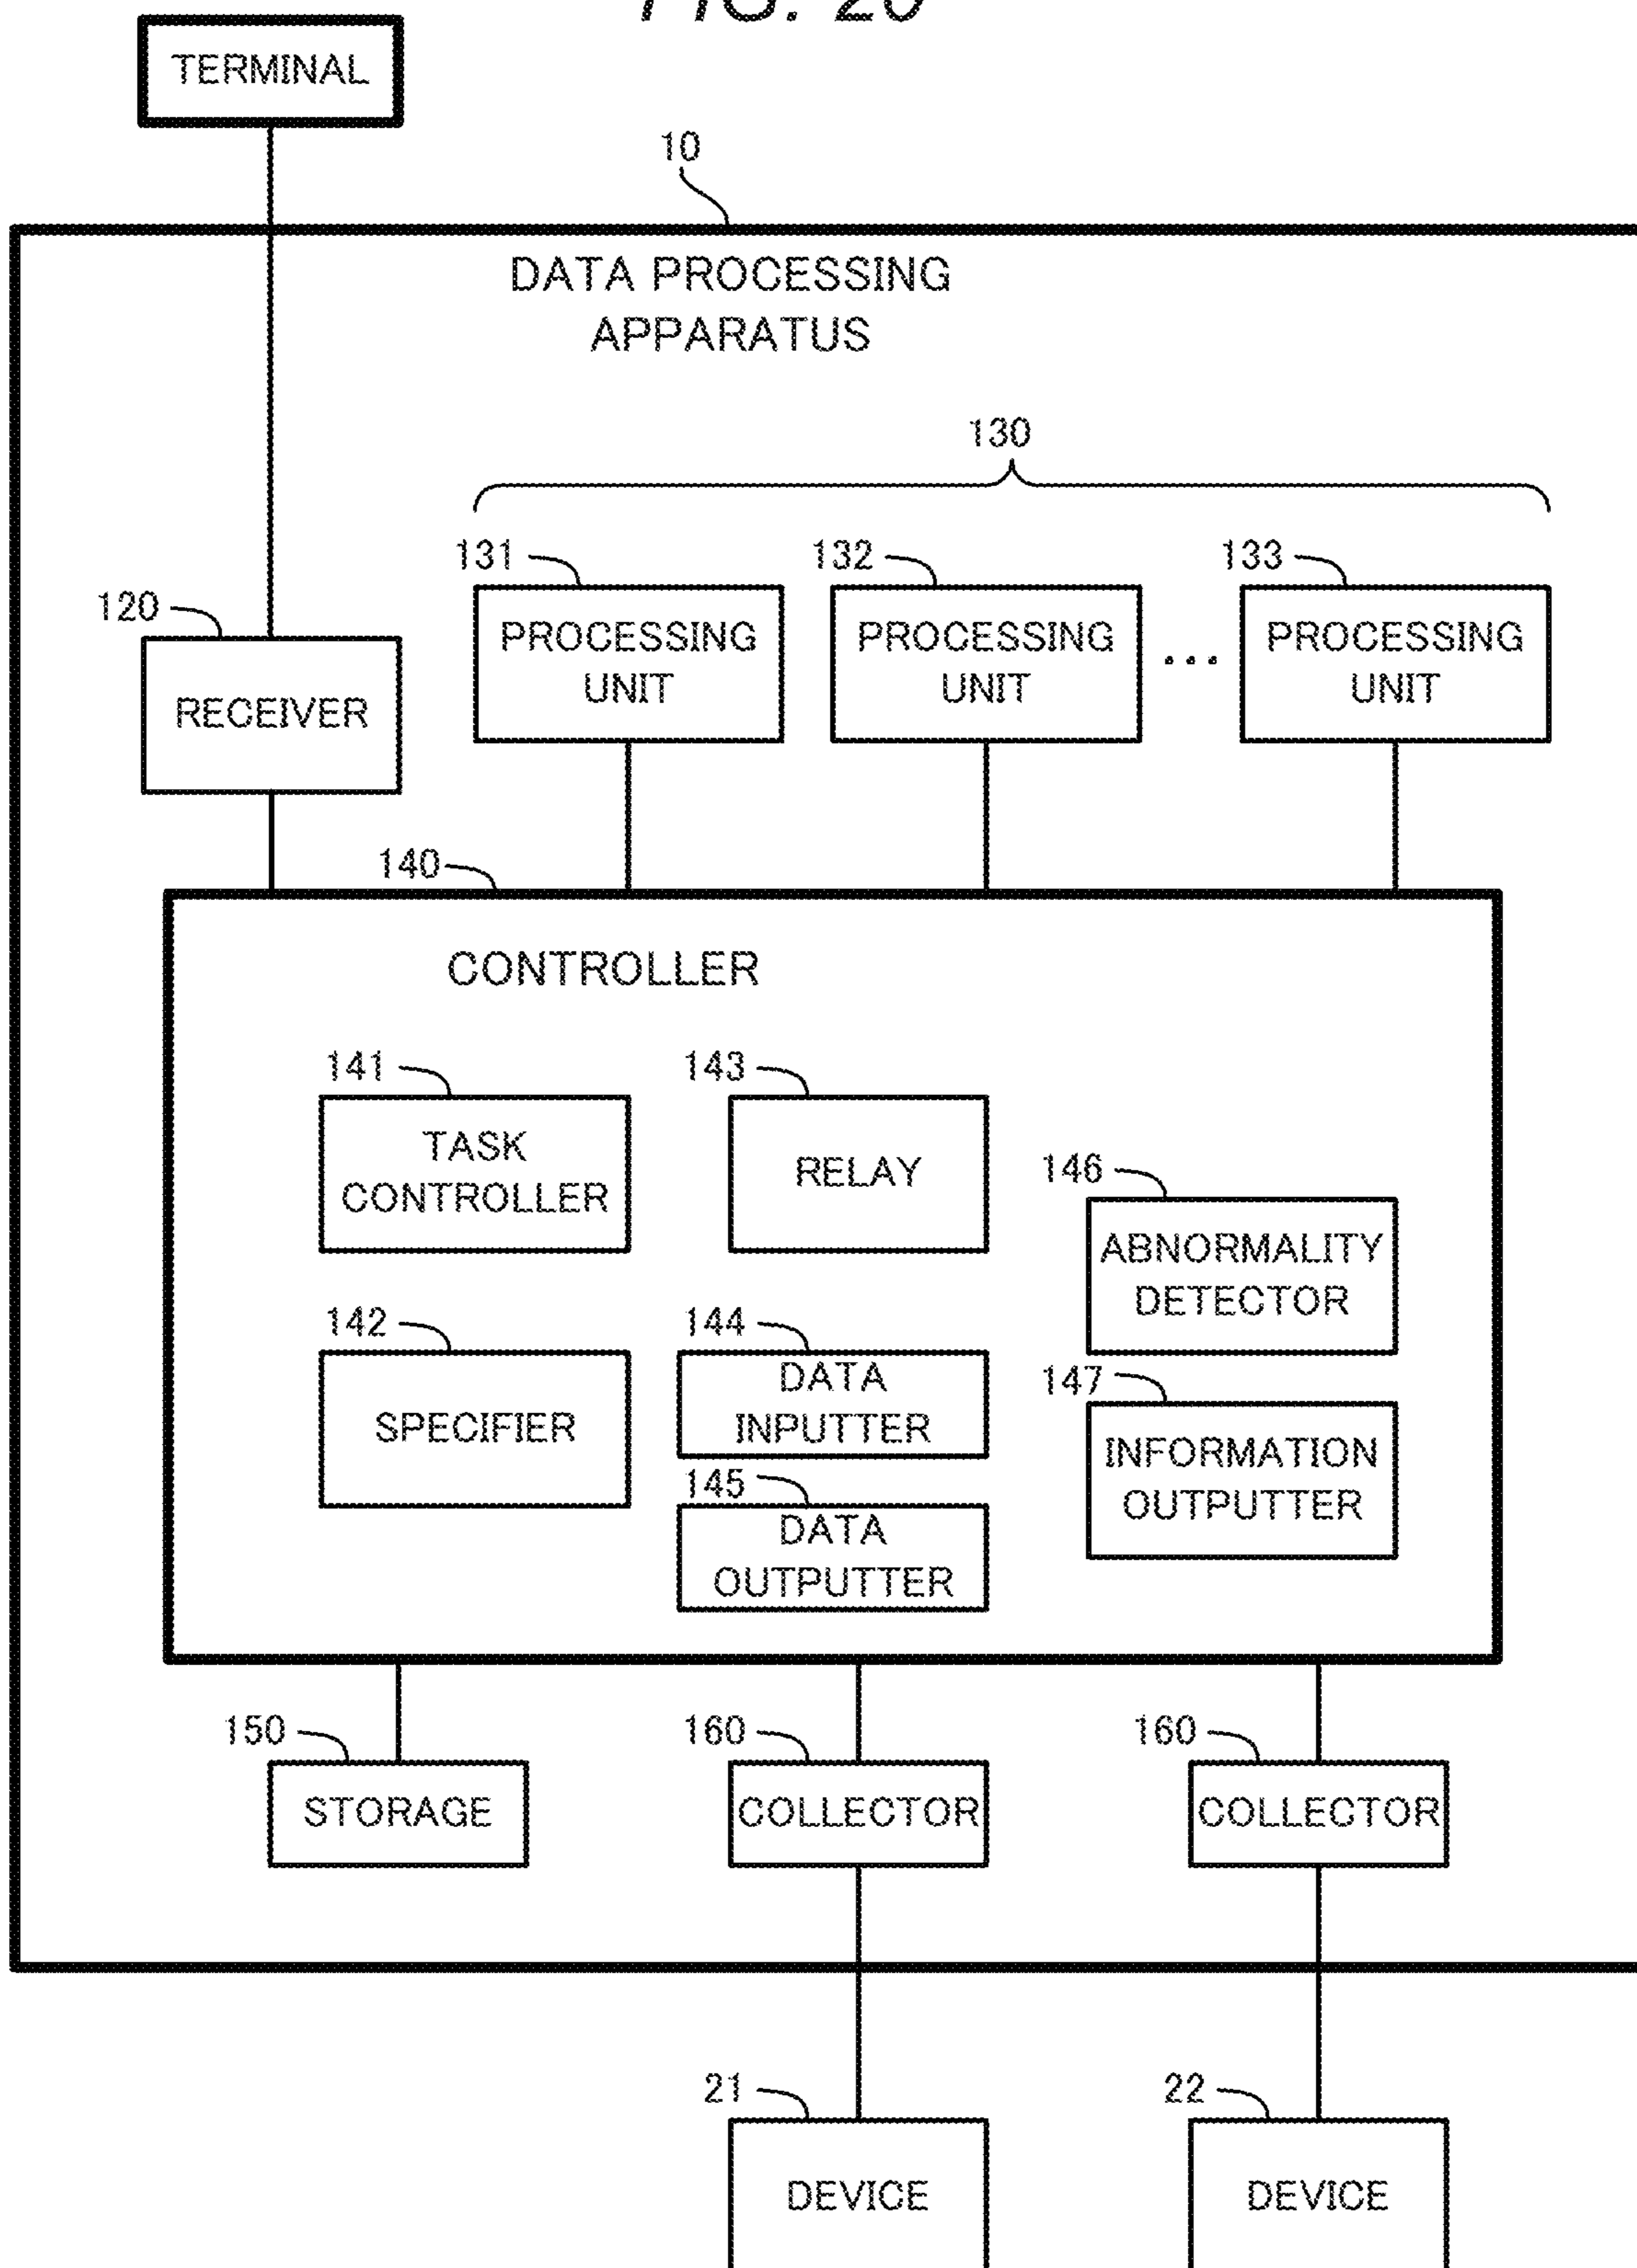 FIG. 20
TERMINAL
10
DATA PROCESSING
APPARATUS
130
131
132
133
120
PROCESSING
UNIT
PROCESSING
UNIT
...
PROCESSING
UNIT
RECEIVER
140
CONTROLLER
141
TASK
CONTROLLER
143
RELAY
146
ABNORMALITY
DETECTOR
142
SPECIFIER
144
DATA
INPUTTER
147
INFORMATION
OUTPUTTER
145
DATA
OUTPUTTER
150
STORAGE
160
COLLECTOR
160
COLLECTOR
21
DEVICE
22
DEVICE